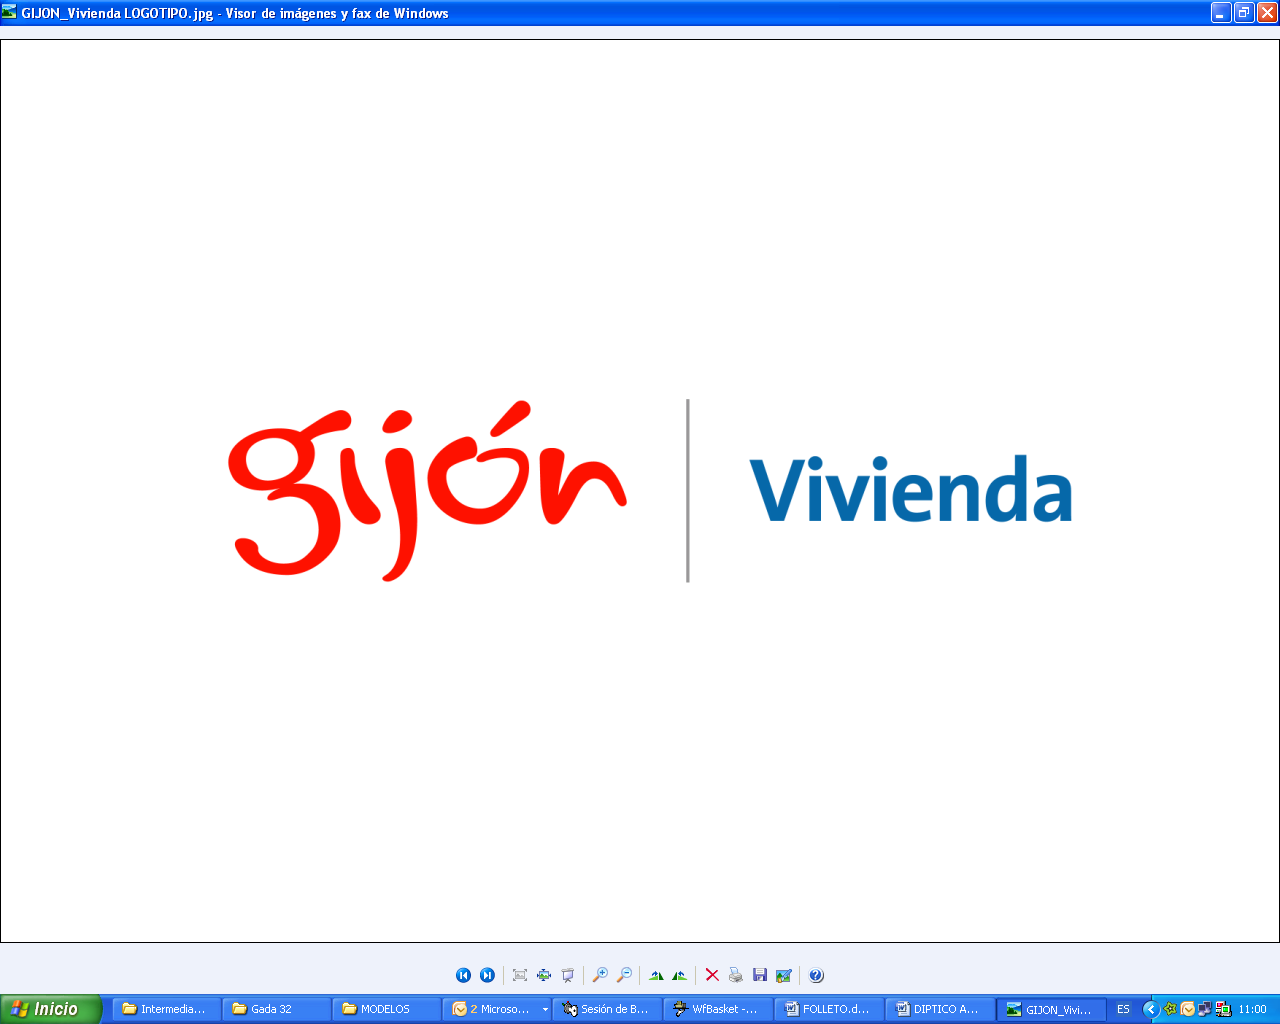 GIJON_Vivienda LOGOTIPO.jpg - Visor de imágenes y fax de Windows
gijón
Vivienda
Inicio
Intermedia...
Gada 32
MODELOS
2 Microso...
Sesión de B...
WfBasket -...
FOLLETO.d...
DIPTICO A...
GIJON_Vivi...
ES
11:00